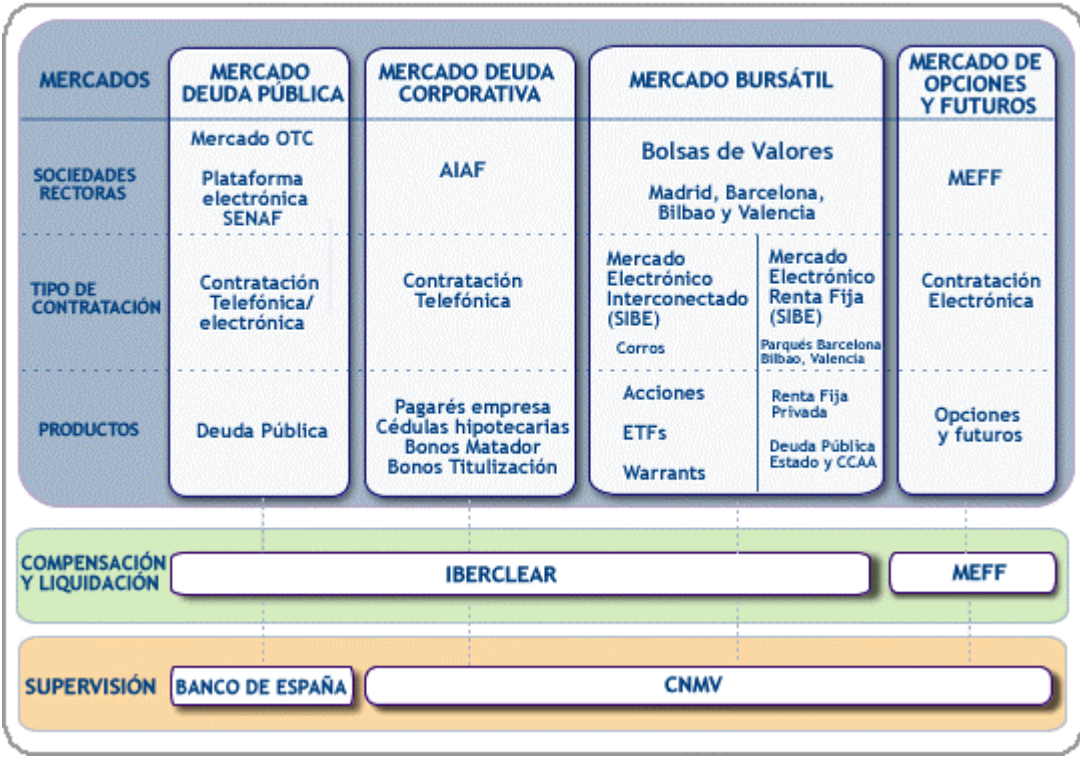 MERCADOS
MERCADO
DEUDA PÚBLICA
MERCADO DEUDA
CORPORATIVA
MERCADO BURSÁTIL
MERCADO DE
OPCIONES
Y FUTUROS
SOCIEDADES
RECTORAS
Mercado OTC
Plataforma
electrónica
SENAF
AIAF
Bolsas de Valores
Madrid, Barcelona,
Bilbao y Valencia
MEFF
TIPO DE
CONTRATACIÓN
Contratación
Telefónica/
electrónica
Contratación
Telefónica
Mercado
Electrónico
Interconectado
(SIBE)
Corros
Mercado
Electrónico
Renta Fija
(SIBE)
Parqués Barcelona
Bilbao, Valencia
Contratación
Electrónica
PRODUCTOS
Deuda Pública
Pagarés empresa
Cédulas hipotecarias
Bonos Matador
Bonos Titulización
Acciones
ETFs
Warrants
Renta Fija
Privada
Deuda Pública
Estado y CCAA
Opciones
y futuros
COMPENSACIÓN
Y LIQUIDACIÓN
IBERCLEAR
MEFF
SUPERVISIÓN
BANCO DE ESPAÑA
CNMV